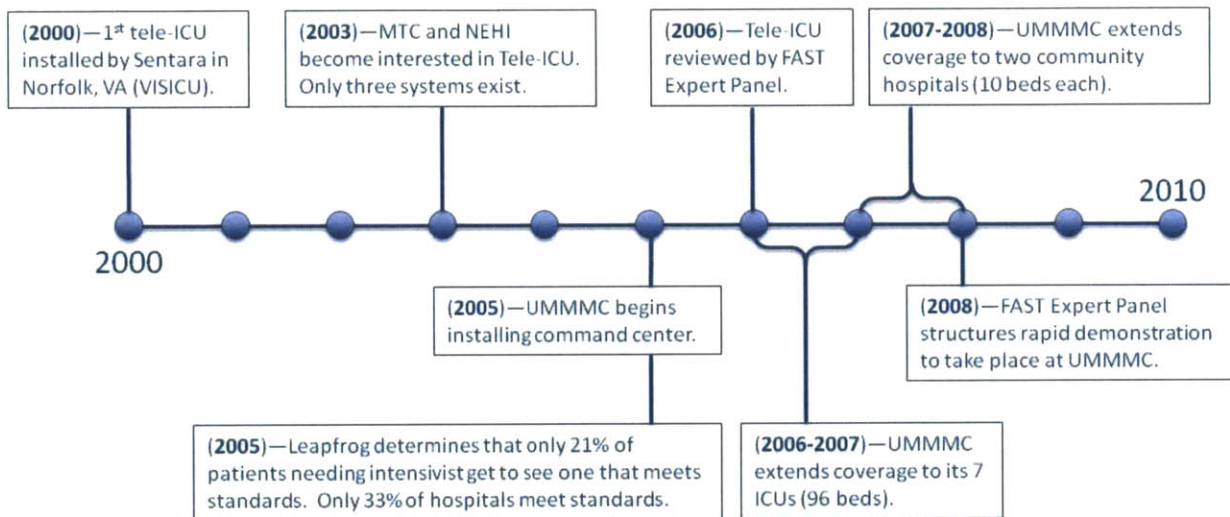 (2000)—1st tele-ICU
installed by Sentara in
Norfolk, VA (VISICU).
(2003)—MTC and NEHI
become interested in Tele-ICU.
Only three systems exist.
(2006)—Tele-ICU
reviewed by FAST
Expert Panel.
(2007-2008)—UMMMC extends
coverage to two community
hospitals (10 beds each).
2000
2010
(2005)—UMMMC begins
installing command center.
(2008)—FAST Expert Panel
structures rapid demonstration
to take place at UMMMC.
(2005)—Leapfrog determines that only 21% of
patients needing intensivist get to see one that meets
standards. Only 33% of hospitals meet standards.
(2006-2007)—UMMMC
extends coverage to its 7
ICUs (96 beds).